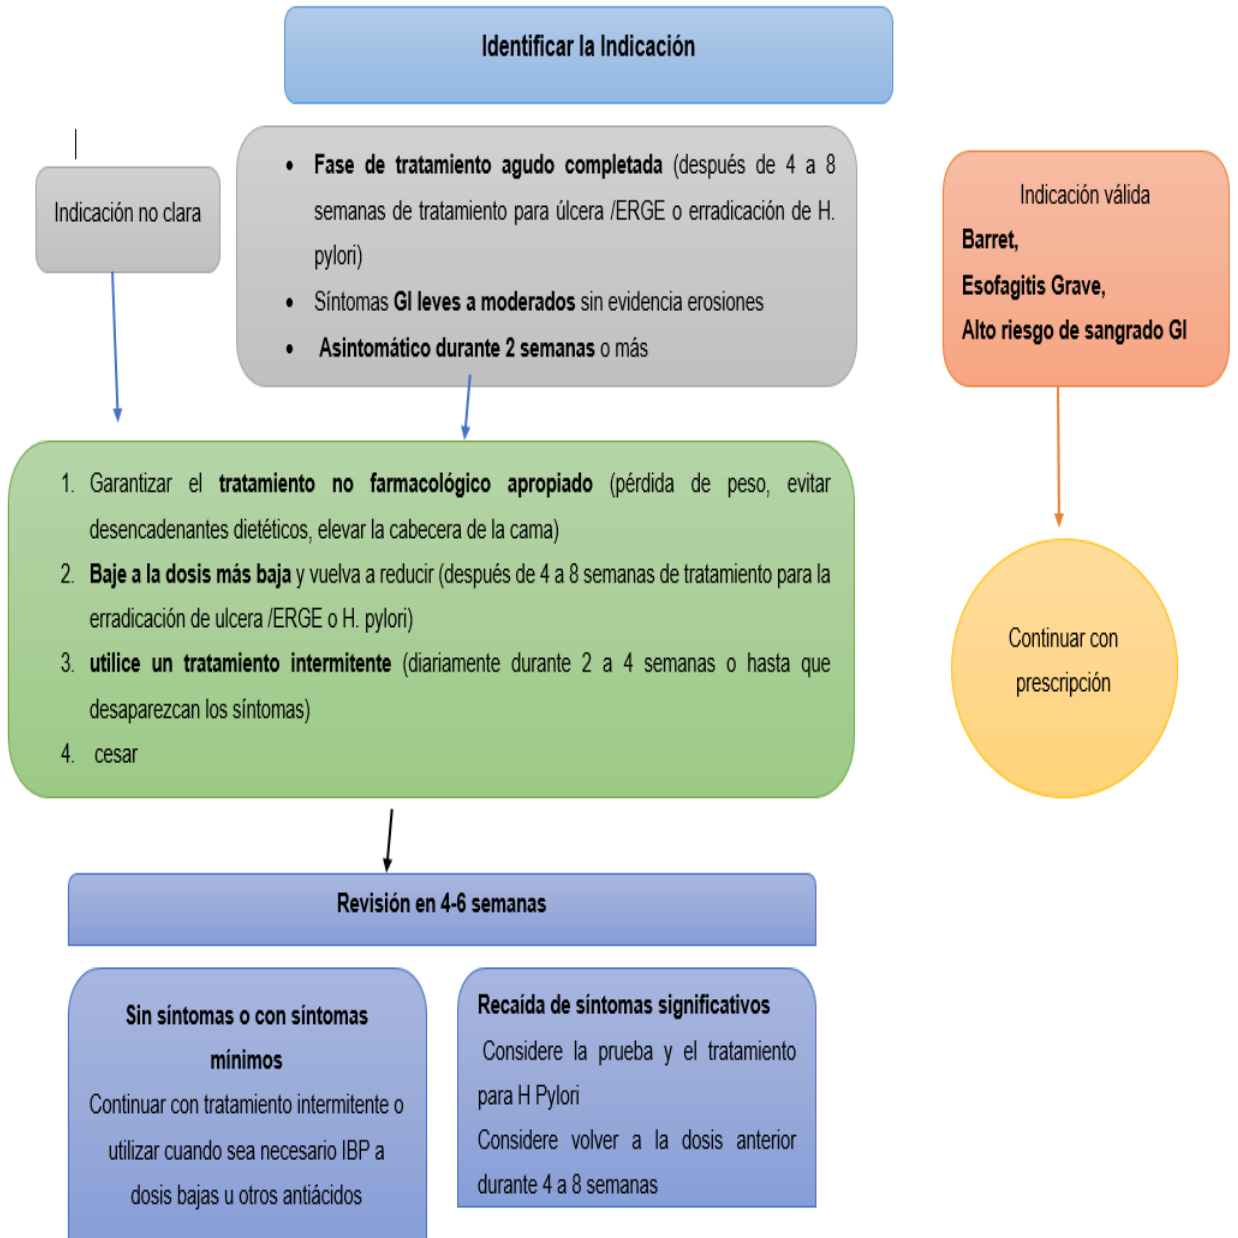 Identificar la Indicación
Indicación no clara
• Fase de tratamiento agudo completada (después de 4 a 8
semanas de tratamiento para úlcera /ERGE o erradicación de H.
pylori)
• Síntomas GI leves a moderados sin evidencia erosiones
• Asintomático durante 2 semanas o más
Indicación válida
Barret,
Esofagitis Grave,
Alto riesgo de sangrado GI
1. Garantizar el tratamiento no farmacológico apropiado (pérdida de peso, evitar
desencadenantes dietéticos, elevar la cabecera de la cama)
2. Baje a la dosis más baja y vuelva a reducir (después de 4 a 8 semanas de tratamiento para la
erradicación de ulcera /ERGE o H. pylori)
3. utilice un tratamiento intermitente (diariamente durante 2 a 4 semanas o hasta que
desaparezcan los síntomas)
4. cesar
Continuar con
prescripción
Revisión en 4-6 semanas
Sin síntomas o con síntomas
mínimos
Continuar con tratamiento intermitente o
utilizar cuando sea necesario IBP a
dosis bajas u otros antiácidos
Recaída de síntomas significativos
Considere la prueba y el tratamiento
para H Pylori
Considere volver a la dosis anterior
durante 4 a 8 semanas